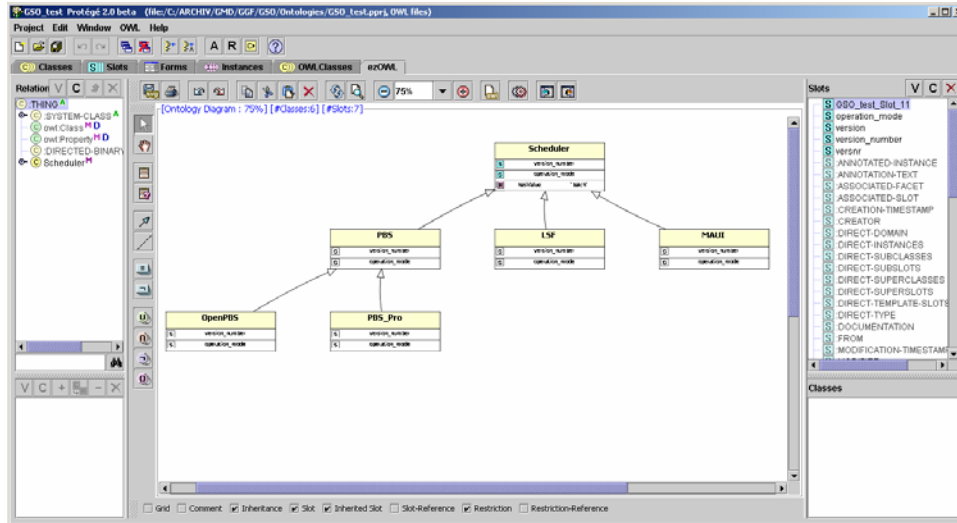 GSO_test Protégé 2.0 beta (file:/C:/ARCHIV/GMD/GGF/GSO/Ontologies/GSO_test.pprj, OWL files)
Project Edit Window OWL Help
A R
Classes Slots Forms Instances OWLClasses ezOWL
Relation V C
:THING A
:SYSTEM-CLASS A
owl:Class M D
owl:Property M D
:DIRECTED-BINARY
Scheduler M
75%
[Ontology Diagram : 75%] [#Classes:6] [#Slots:7]
Scheduler
version_number
operation_mode
hasValue
PBS
version_number
operation_mode
LSF
version_number
operation_mode
MAUI
version_number
operation_mode
OpenPBS
version_number
operation_mode
PBS_Pro
version_number
operation_mode
Grid Comment Inheritance Slot Inherited Slot Slot-Reference Restriction Restriction-Reference
Slots V C X
GSO_test_Slot_11
operation_mode
version
version_number
versnr
:ANNOTATED-INSTANCE
:ANNOTATION-TEXT
:ASSOCIATED-FACET
:ASSOCIATED-SLOT
:CREATION-TIMESTAMP
:CREATOR
:DIRECT-DOMAIN
:DIRECT-INSTANCES
:DIRECT-SUBCLASSES
:DIRECT-SUBSLOTS
:DIRECT-SUPERCLASSES
:DIRECT-SUPERSLOTS
:DIRECT-TEMPLATE-SLOTS
:DIRECT-TYPE
:DOCUMENTATION
:FROM
:MODIFICATION-TIMESTAMP
Classes
V C + - X